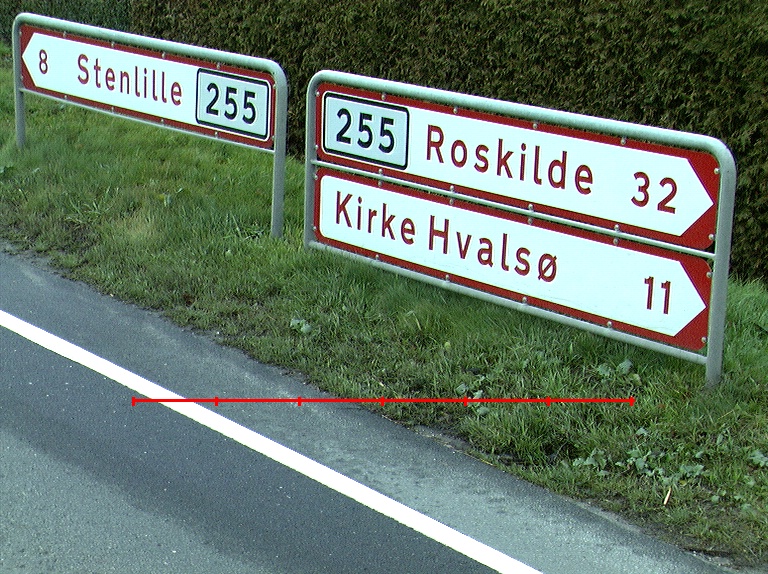 8 Stenlille 255
255 Roskilde 32
Kirke Hvalsø 11